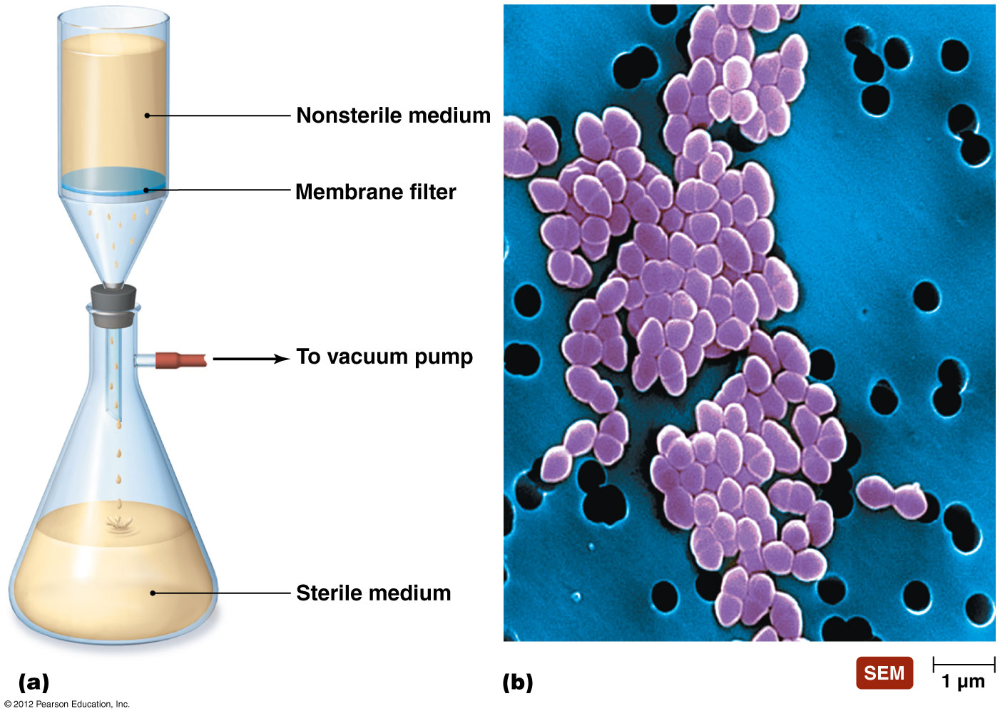 Nonsterile medium
Membrane filter
To vacuum pump
Sterile medium
(a)
(b)
SEM
1 µm
© 2012 Pearson Education, Inc.